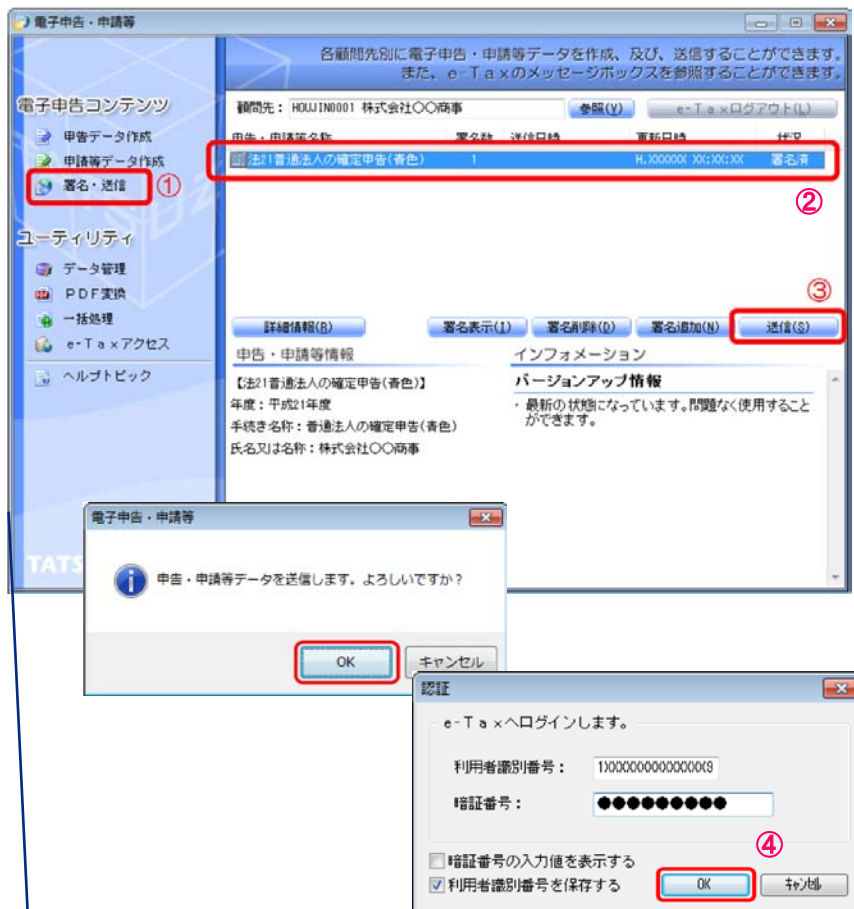 電子申告・申請等
各顧問先別に電子申告・申請等データを作成、及び、送信することができます。
また、e-Taxのメッセージボックスを参照することができます。
電子申告コンテンツ
申告データ作成
申請等データ作成
署名・送信
①
ユーティリティ
データ管理
PDF変換
一括処理
e-Taxアクセス
ヘルプトピック
顧問先： HOUJIN0001 株式会社〇〇商事 参照(V) e-Taxログアウト(L)
申告・申請等名称 署名数 送信日時 更新日時 状況
法21普通法人の確定申告(青色) 1 H.XXXXXX XX:XX:XX 署名済
②
③
詳細情報(R) 署名表示(I) 署名削除(D) 署名追加(N) 送信(S)
申告・申請等情報
【法21普通法人の確定申告(青色)】
年度：平成21年度
手続き名称：普通法人の確定申告(青色)
氏名又は名称：株式会社〇〇商事
インフォメーション
バージョンアップ情報
・最新の状態になっています。問題なく使用すること
ができます。
TATS
電子申告・申請等
申告・申請等データを送信します。よろしいですか？
OK キャンセル
認証
e-Taxへログインします。
利用者識別番号： 1XXXXXXXXXXXXXX9
暗証番号： ●●●●●●●●●
暗証番号の入力値を表示する
④
利用者識別番号を保存する OK キャンセル